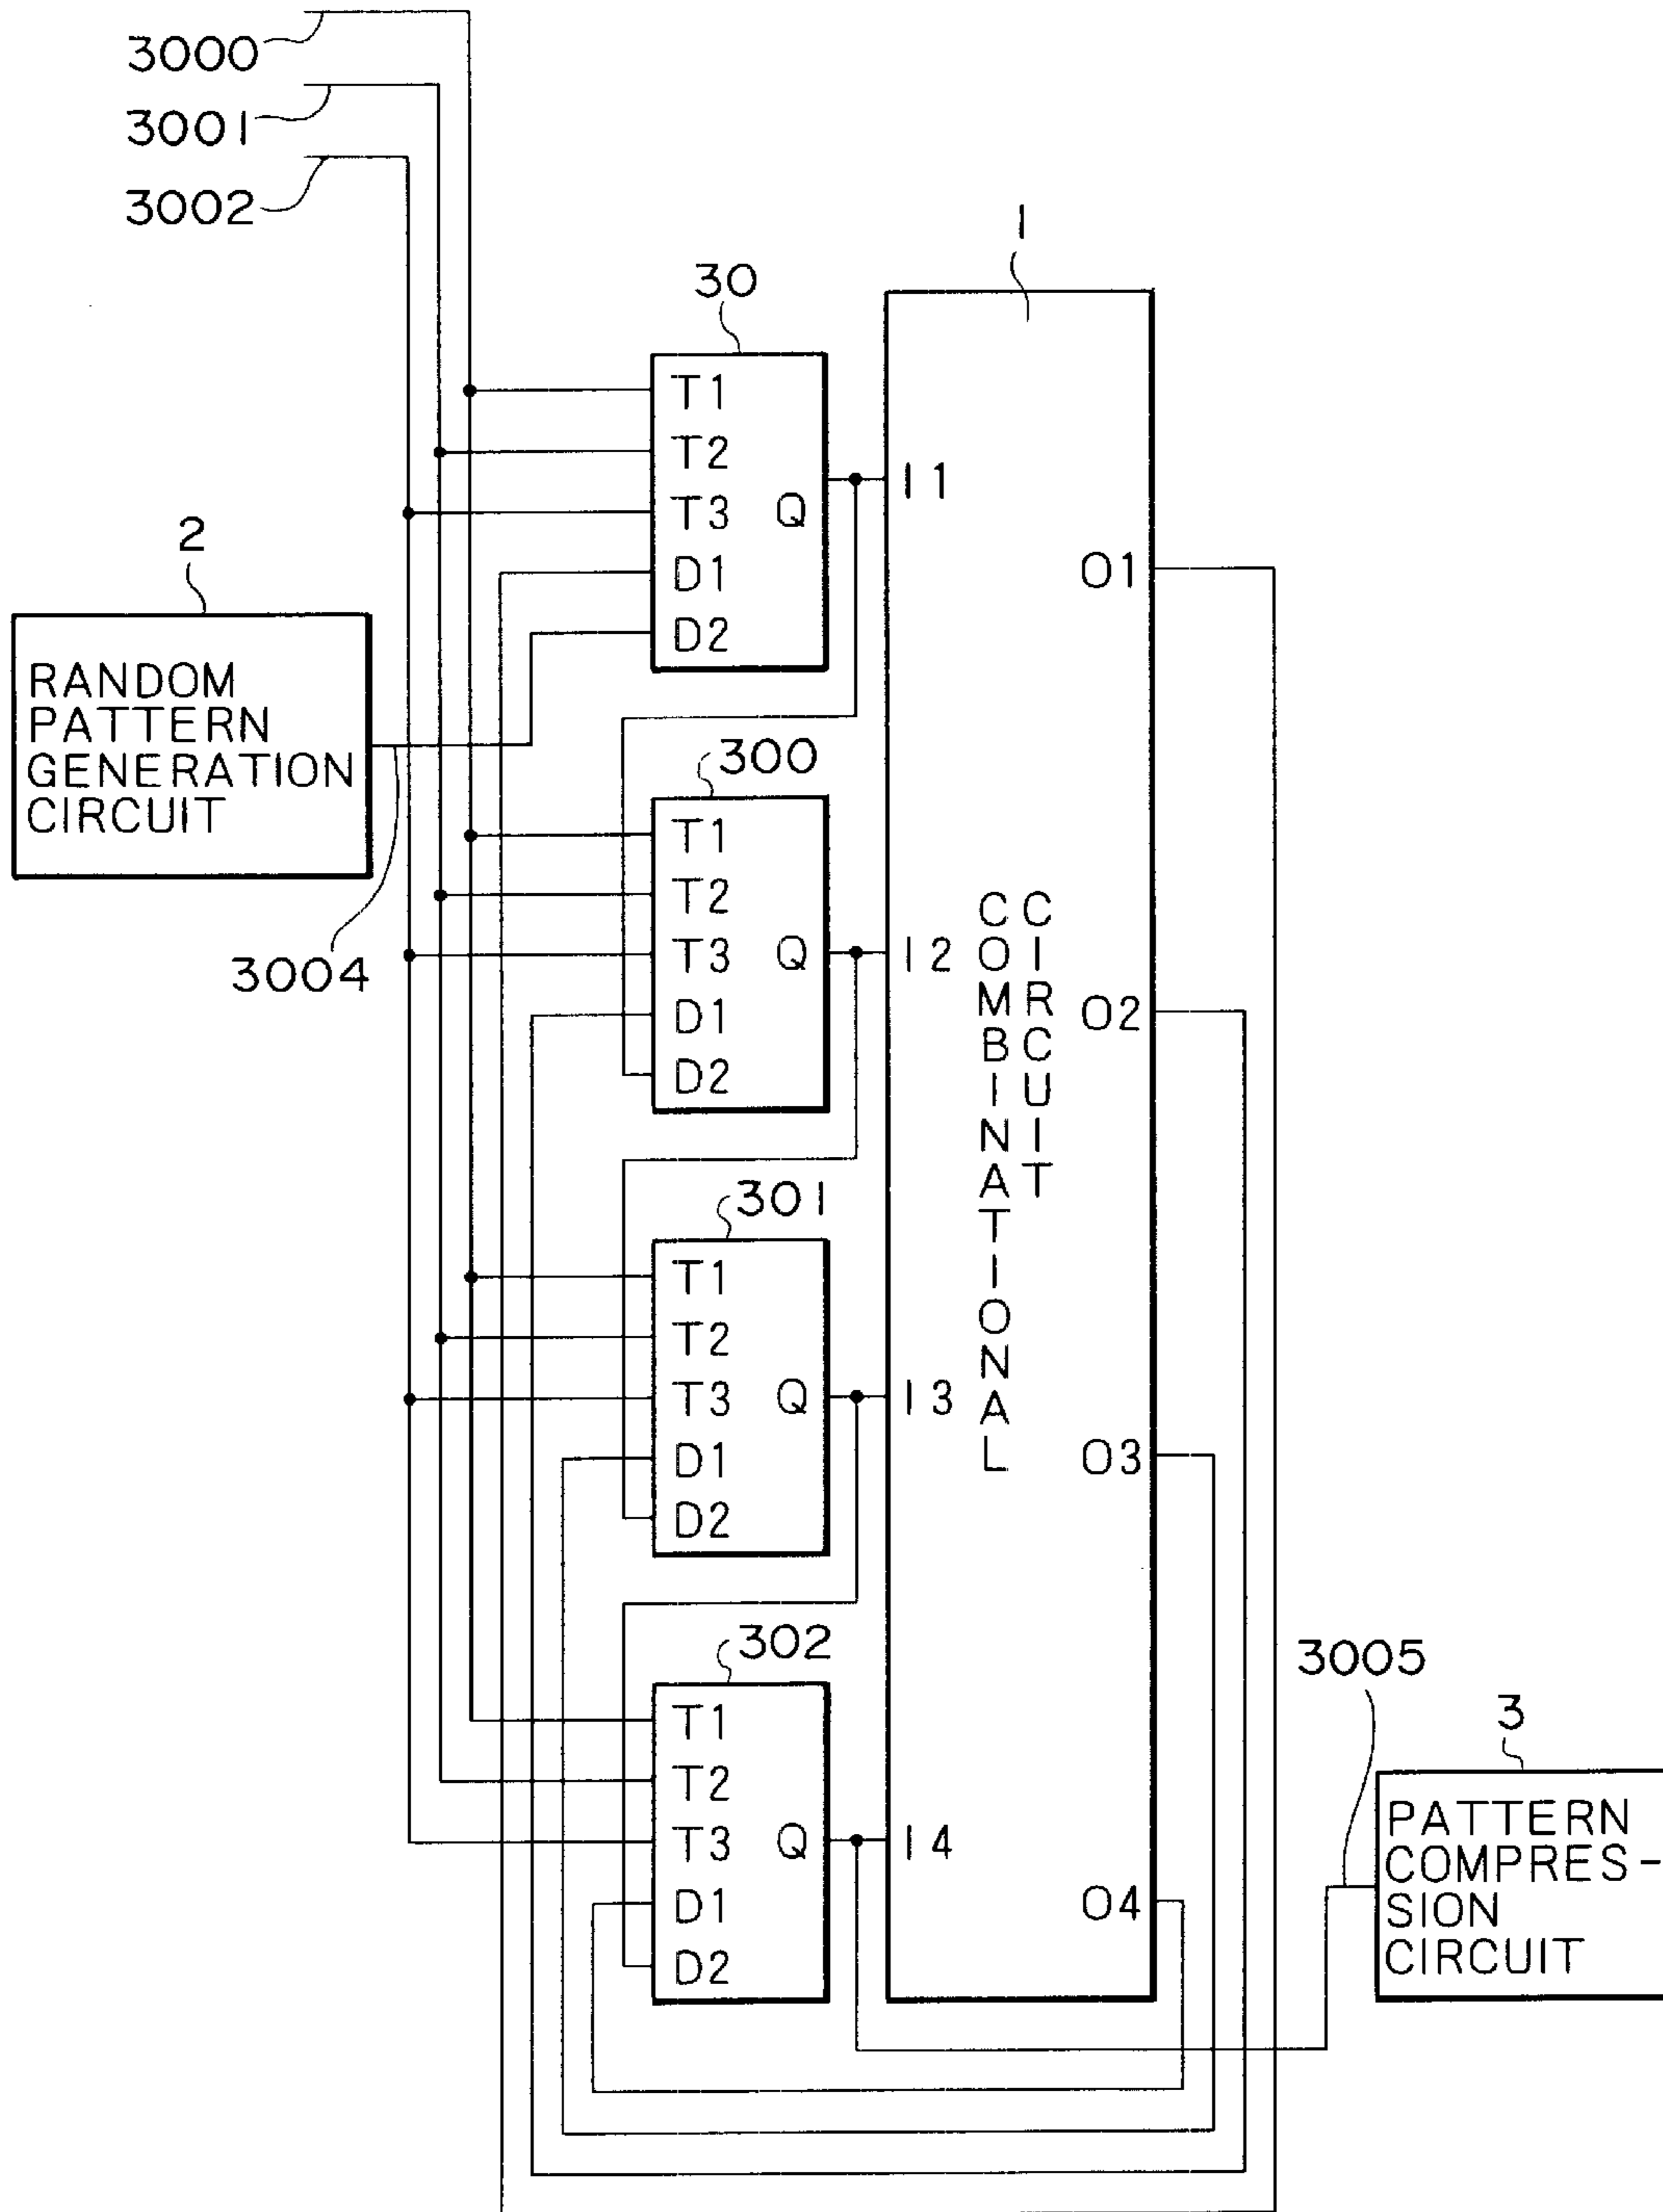 3000
3001
3002
1
30
T1
T2
T3
D1
D2
Q
I1
O1
2
RANDOM
PATTERN
GENERATION
CIRCUIT
3004
300
T1
T2
T3
D1
D2
Q
I2
O2
COMBINATIONAL
CIRCUIT
301
T1
T2
T3
D1
D2
Q
I3
O3
302
T1
T2
T3
D1
D2
Q
I4
O4
3005
3
PATTERN
COMPRES-
SION
CIRCUIT